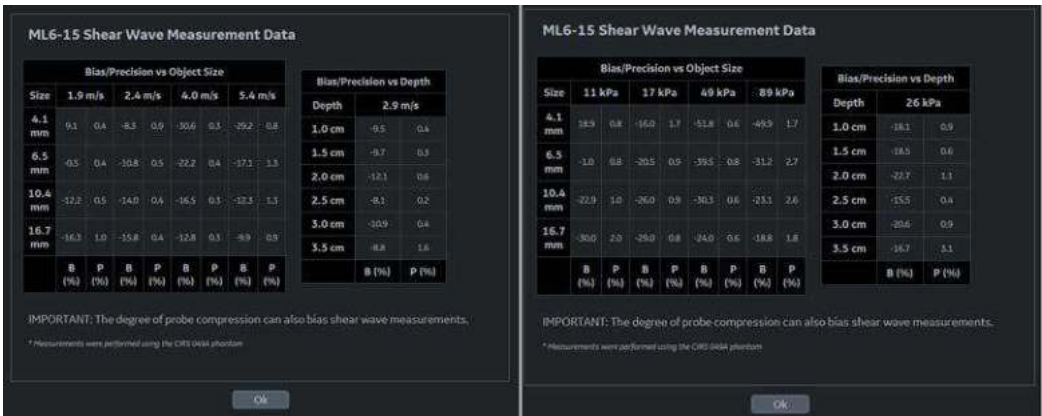 ML6-15 Shear Wave Measurement Data
Bias/Precision vs Object Size
Size 1.9 m/s 2.4 m/s 4.0 m/s 5.4 m/s
4.1 mm 9.1 0.4 -8.3 0.9 -30.6 0.3 -29.2 0.8
6.5 mm -0.5 0.4 -10.8 0.5 -22.2 0.4 -17.1 1.3
10.4 mm -12.2 0.5 -14.0 0.4 -16.5 0.3 -12.3 1.3
16.7 mm -16.3 1.0 -15.8 0.4 -12.8 0.3 -9.9 0.9
B (%) P (%) B (%) P (%) B (%) P (%) B (%) P (%)
Bias/Precision vs Depth
Depth 2.9 m/s
1.0 cm -9.5 0.4
1.5 cm -9.7 0.3
2.0 cm -12.1 0.6
2.5 cm -8.1 0.2
3.0 cm -10.9 0.4
3.5 cm -8.8 1.6
B (%) P (%)
IMPORTANT: The degree of probe compression can also bias shear wave measurements.
* Measurements were performed using the CIRS 049A phantom
Ok
ML6-15 Shear Wave Measurement Data
Bias/Precision vs Object Size
Size 11 kPa 17 kPa 49 kPa 89 kPa
4.1 mm 18.9 0.8 -16.0 1.7 -51.8 0.6 -49.9 1.7
6.5 mm -1.0 0.8 -20.5 0.9 -39.5 0.8 -31.2 2.7
10.4 mm -22.9 1.0 -26.0 0.9 -30.3 0.6 -23.1 2.6
16.7 mm -30.0 2.0 -29.0 0.8 -24.0 0.6 -18.8 1.8
B (%) P (%) B (%) P (%) B (%) P (%) B (%) P (%)
Bias/Precision vs Depth
Depth 26 kPa
1.0 cm -18.1 0.9
1.5 cm -18.5 0.6
2.0 cm -22.7 1.1
2.5 cm -15.5 0.4
3.0 cm -20.6 0.9
3.5 cm -16.7 3.1
B (%) P (%)
IMPORTANT: The degree of probe compression can also bias shear wave measurements.
* Measurements were performed using the CIRS 049A phantom
Ok